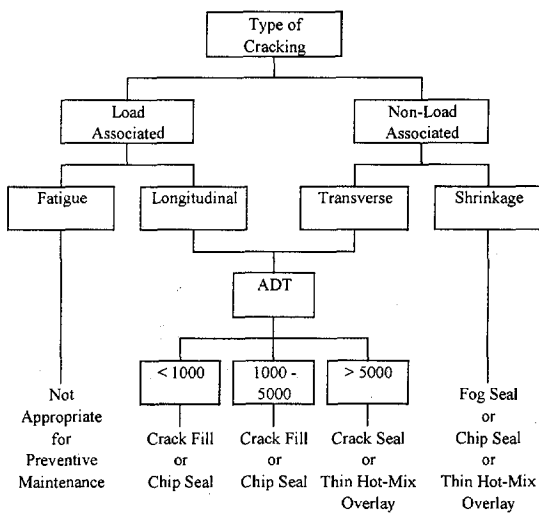 Type of
Cracking
Load
Associated
Non-Load
Associated
Fatigue
Longitudinal
Transverse
Shrinkage
ADT
< 1000
1000 -
5000
> 5000
Not
Appropriate
for
Preventive
Maintenance
Crack Fill
or
Chip Seal
Crack Fill
or
Chip Seal
Crack Seal
or
Thin Hot-Mix
Overlay
Fog Seal
or
Chip Seal
or
Thin Hot-Mix
Overlay